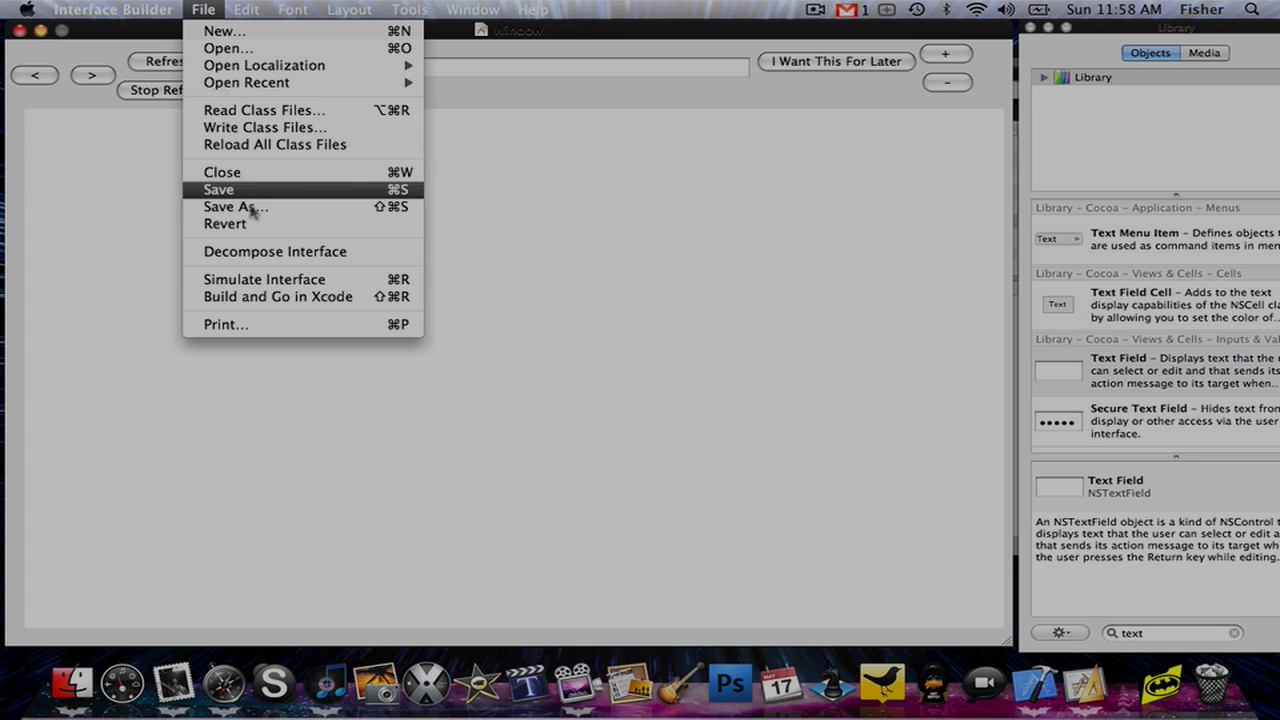 Interface Builder File Edit Font Layout Tools Window Help 1 Sun 11:58 AM Fisher
Window
Library
New... ⌘N
Open... ⌘O
Open Localization
Open Recent
Read Class Files... ⌥⌘R
Write Class Files...
Reload All Class Files
Close ⌘W
Save ⌘S
Save As... ⇧⌘S
Revert
Decompose Interface
Simulate Interface ⌘R
Build and Go in Xcode ⇧⌘R
Print... ⌘P
< >
Refres
Stop Ref
I Want This For Later
+
-
Objects Media
Library
Library - Cocoa - Application - Menus
Text
Text Menu Item - Defines objects t
are used as command items in men
Library - Cocoa - Views & Cells - Cells
Text
Text Field Cell - Adds to the text
display capabilities of the NSCell cla
by allowing you to set the color of...
Library - Cocoa - Views & Cells - Inputs & Val
Text Field - Displays text that the u
can select or edit and that sends its
action message to its target when...
Secure Text Field - Hides text from
display or other access via the user
interface.
Text Field
NSTextField
An NSTextField object is a kind of NSControl t
displays text that the user can select or edit a
that sends its action message to its target whe
the user presses the Return key while editing.
text
S
T
Ps
MAY
17